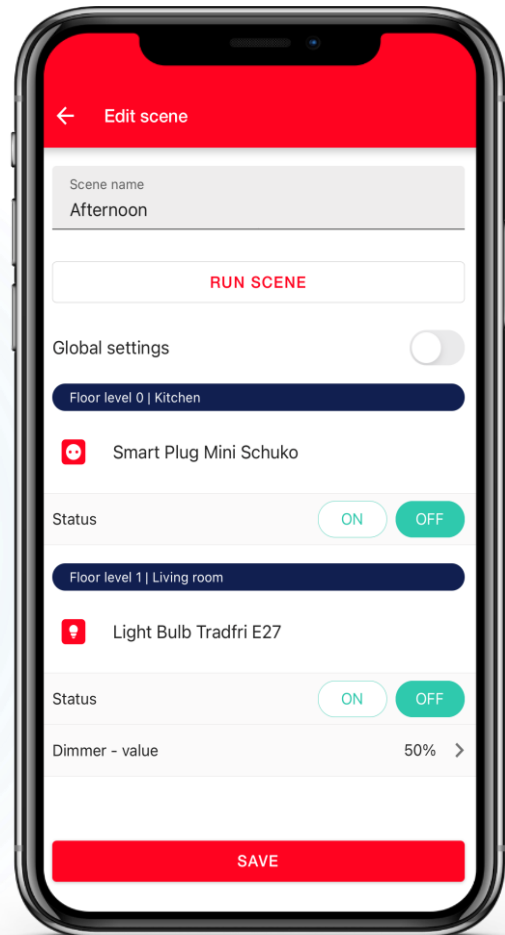 Edit scene
Scene name
Afternoon
RUN SCENE
Global settings
Floor level 0 | Kitchen
Smart Plug Mini Schuko
Status ON OFF
Floor level 1 | Living room
Light Bulb Tradfri E27
Status ON OFF
Dimmer - value 50%
SAVE